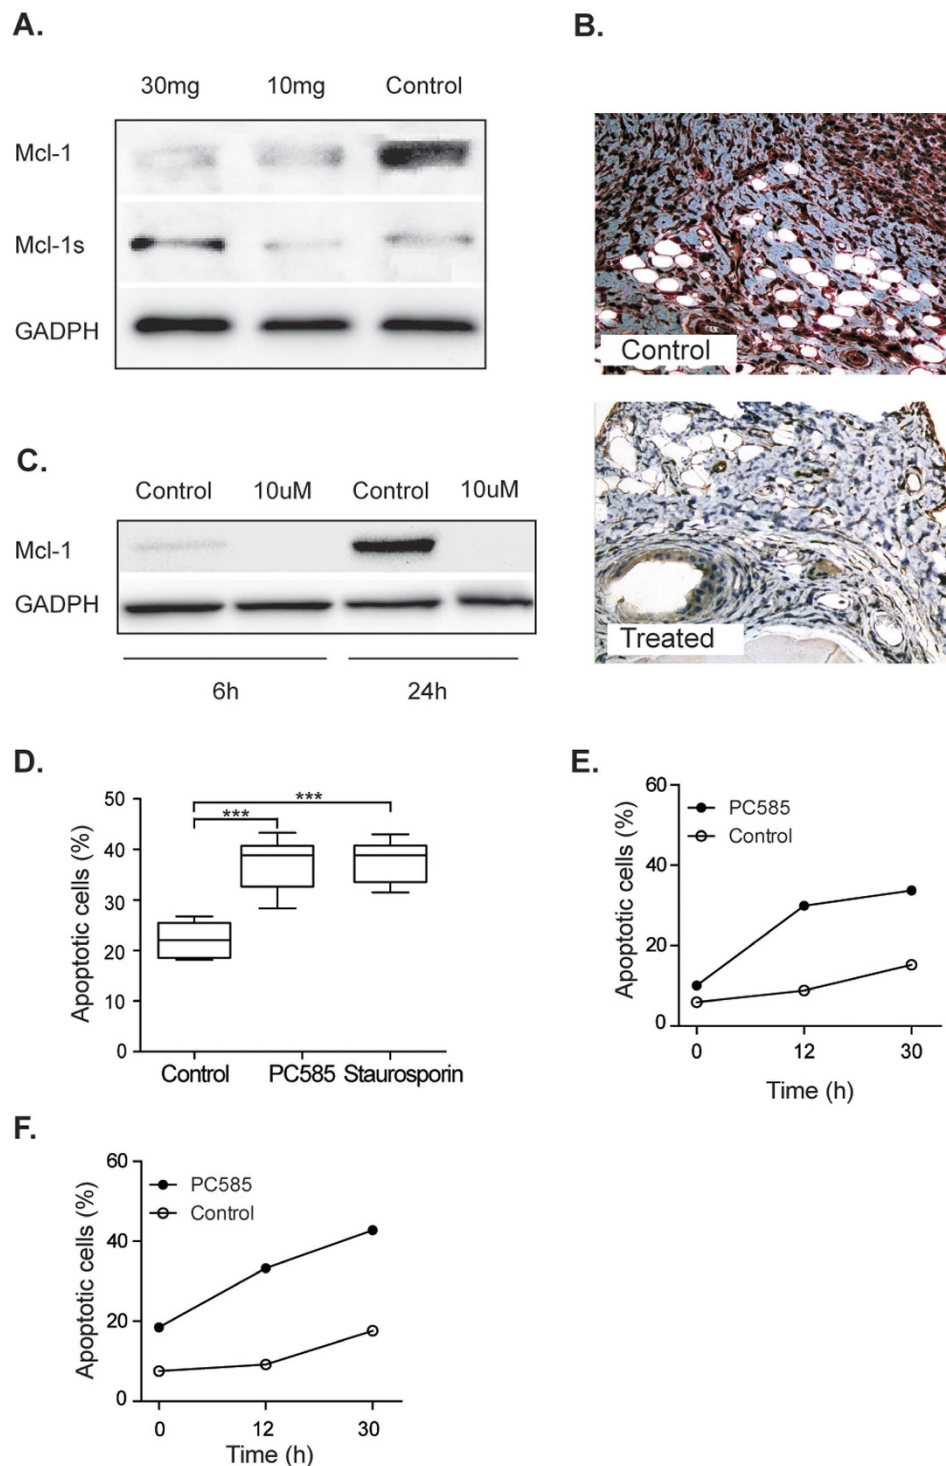 A.
30mg 10mg Control
Mcl-1
Mcl-1s
GADPH
B.
Control
Treated
C.
Control 10uM Control 10uM
Mcl-1
GADPH
6h 24h
D.
Apoptotic cells (%)
50
40
30
20
10
0
***
***
Control PC585 Staurosporin
E.
Apoptotic cells (%)
60
40
20
0
PC585
Control
0 12 30
Time (h)
F.
Apoptotic cells (%)
60
40
20
0
PC585
Control
0 12 30
Time (h)